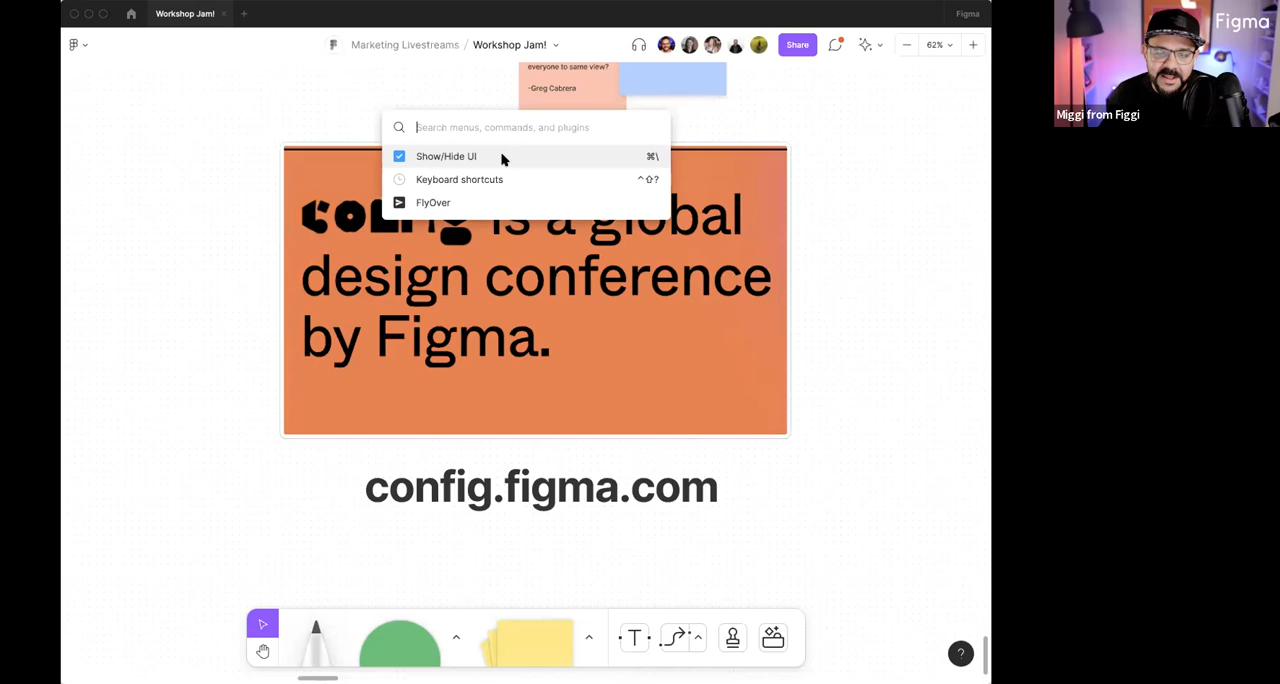 Workshop Jam!
Figma
Marketing Livestreams / Workshop Jam!
Share
62%
Figma
Miggi from Figgi
everyone to same view?
-Greg Cabrera
Search menus, commands, and plugins
Show/Hide UI ⌘\
Keyboard shortcuts ^⇧?
FlyOver
Config is a global
design conference
by Figma.
config.figma.com
T
?